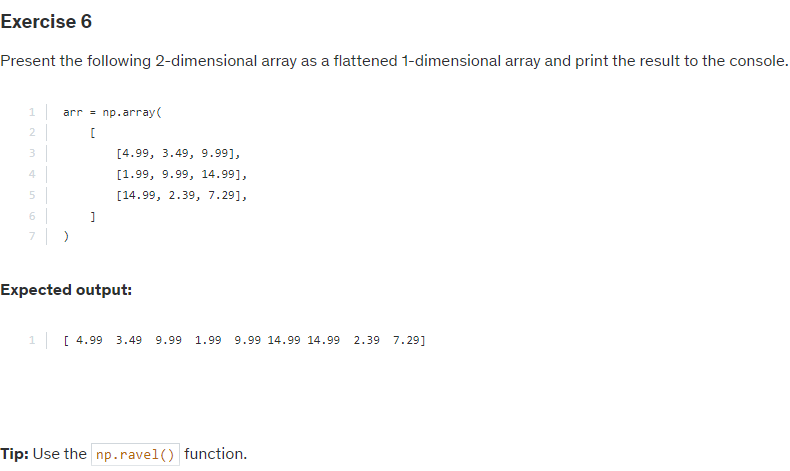 Exercise 6
Present the following 2-dimensional array as a flattened 1-dimensional array and print the result to the console.
1 arr = np.array(
2     [
3         [4.99, 3.49, 9.99],
4         [1.99, 9.99, 14.99],
5         [14.99, 2.39, 7.29],
6     ]
7 )
Expected output:
1 [ 4.99  3.49  9.99  1.99  9.99 14.99 14.99  2.39  7.29]
Tip: Use the np.ravel() function.